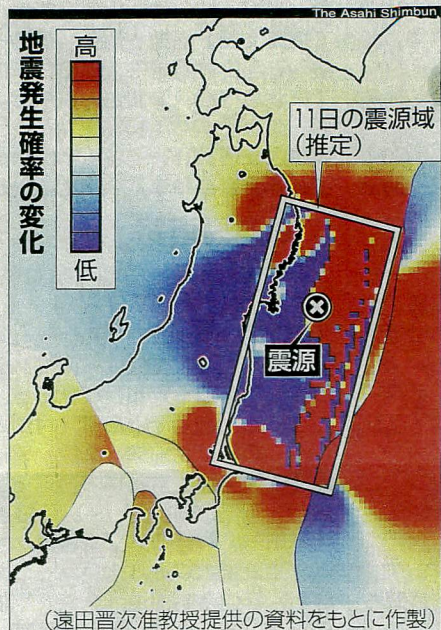 The Asahi Shimbun
地震発生確率の変化
高
低
11日の震源域
(推定)
震源
(遠田晋次准教授提供の資料をもとに作製)